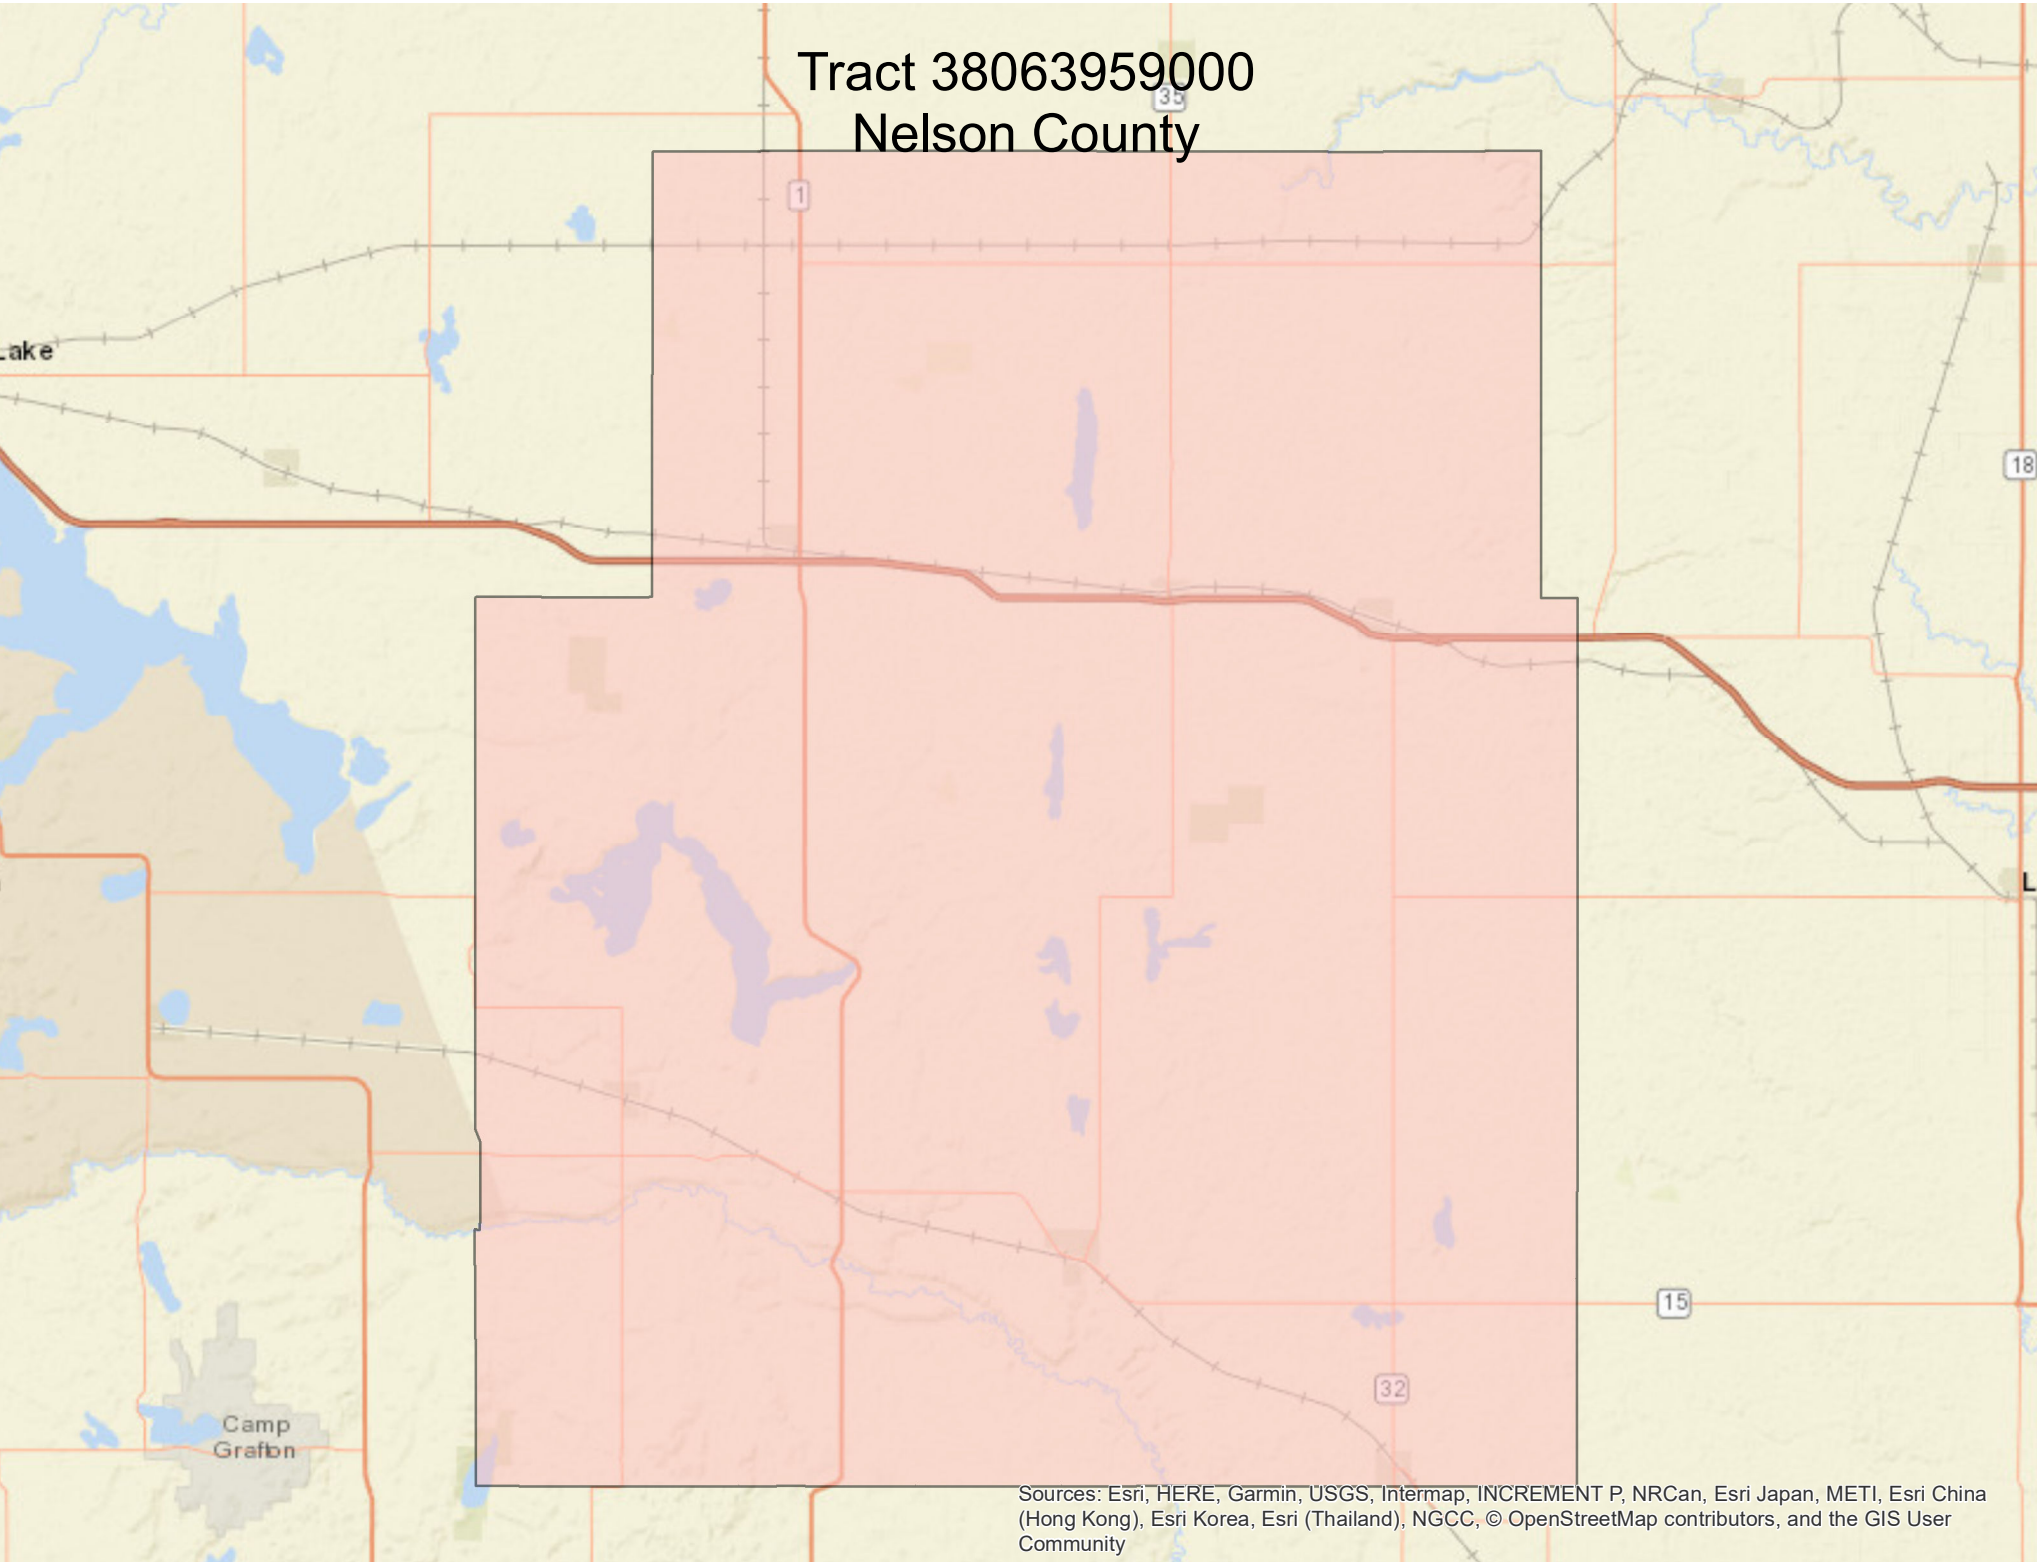 Tract 38063959000
35
Nelson County
1
Lake
18
L
15
32
Camp
Grafton
Sources: Esri, HERE, Garmin, USGS, Intermap, INCREMENT P, NRCan, Esri Japan, METI, Esri China
(Hong Kong), Esri Korea, Esri (Thailand), NGCC, © OpenStreetMap contributors, and the GIS User
Community